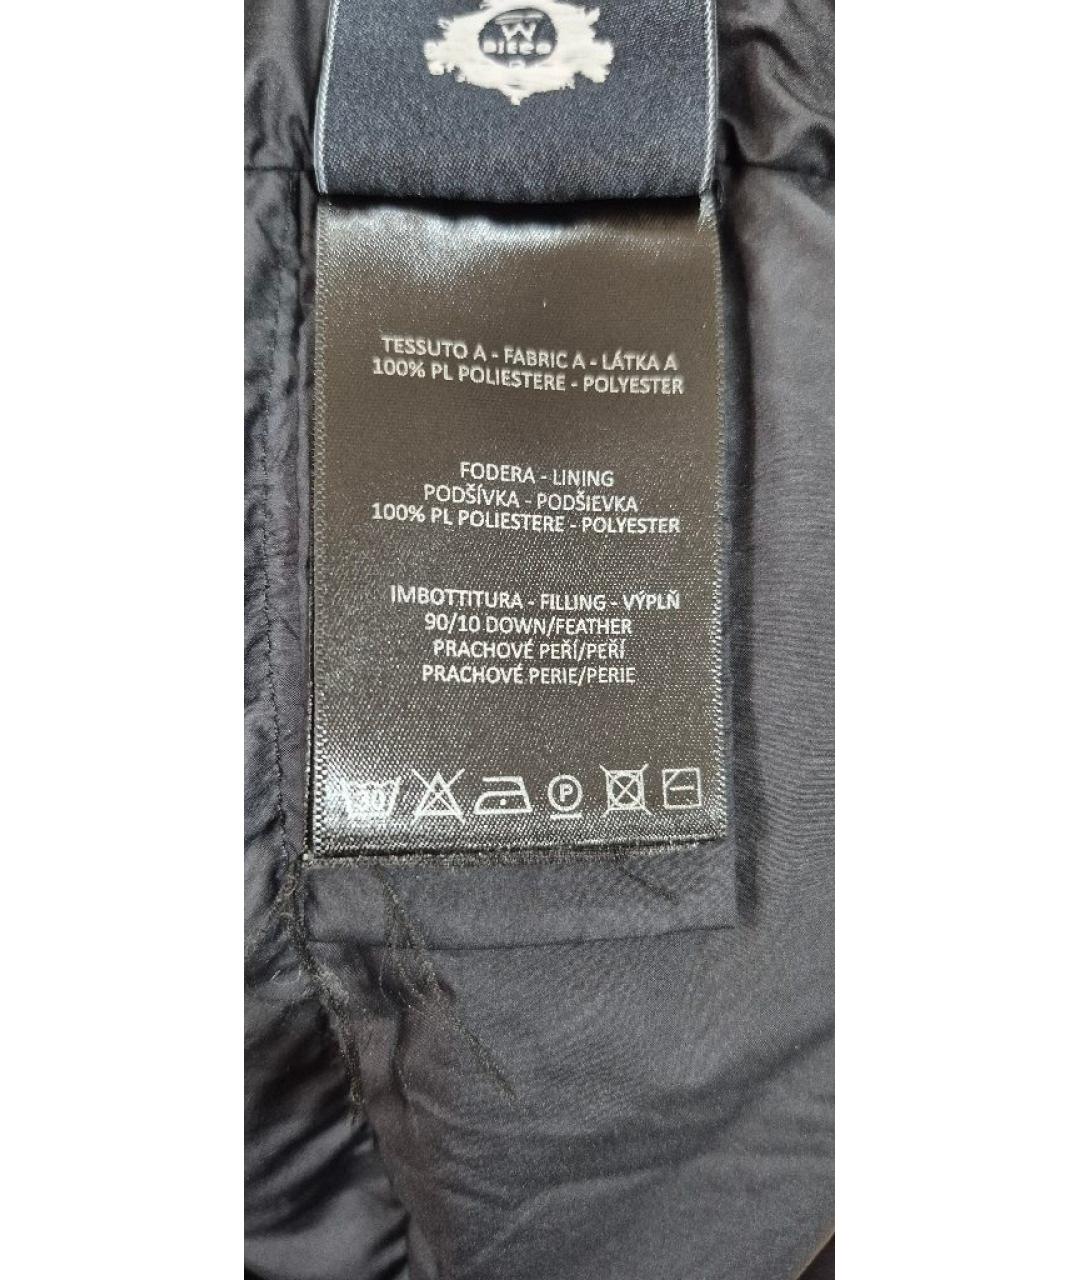 TESSUTO A - FABRIC A - LÁTKA A
100% PL POLIESTERE - POLYESTER
FODERA - LINING
PODŠÍVKA - PODŠIEVKA
100% PL POLIESTERE - POLYESTER
IMBOTTITURA - FILLING - VÝPLŇ
90/10 DOWN/FEATHER
PRACHOVÉ PEŘÍ/PEŘÍ
PRACHOVÉ PERIE/PERIE
30 P